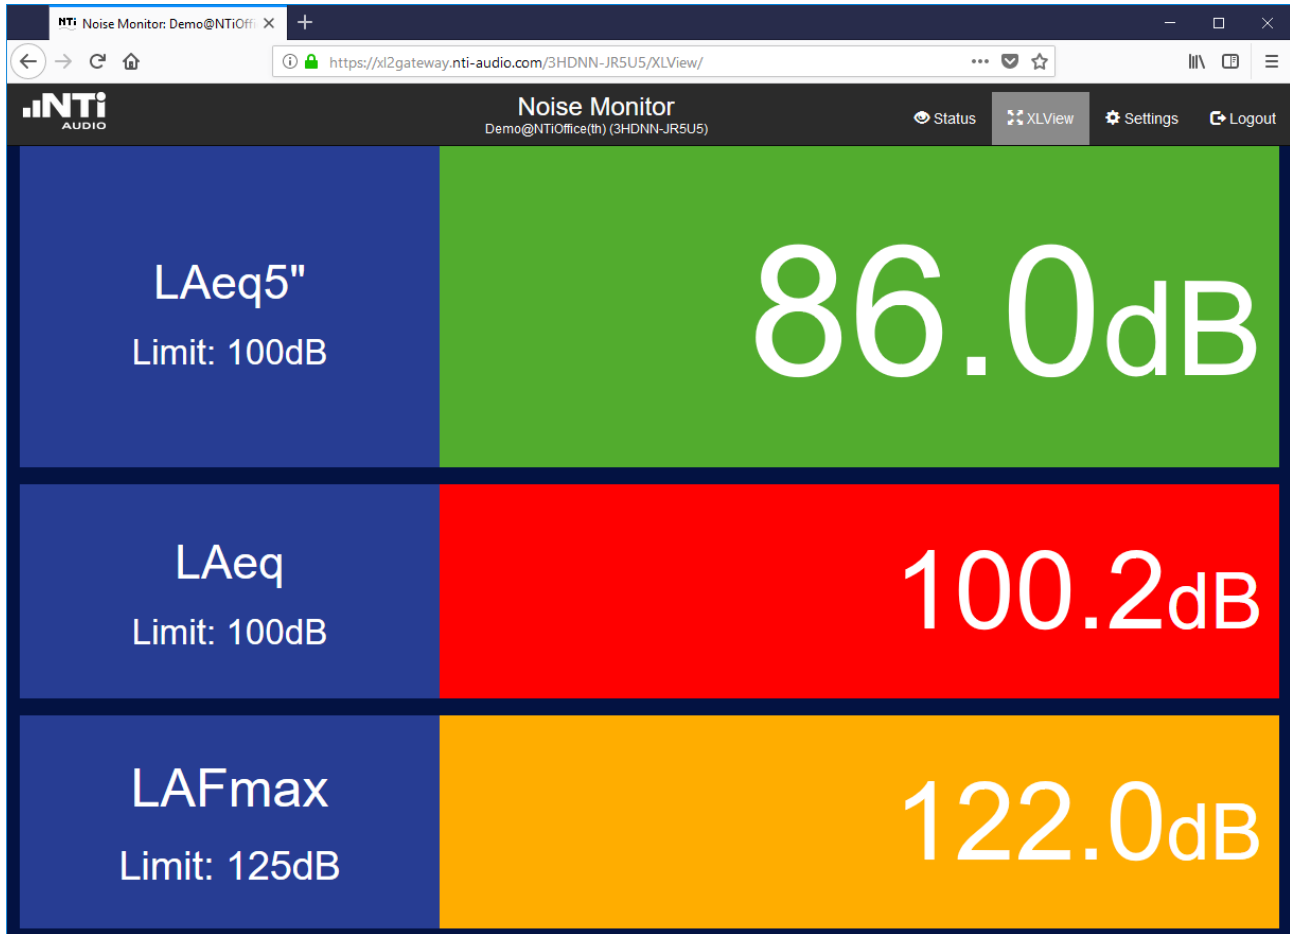 NTi Noise Monitor: Demo@NTiOffi
https://xl2gateway.nti-audio.com/3HDNN-JR5U5/XLView/
NTi
AUDIO
Noise Monitor
Demo@NTiOffice(th) (3HDNN-JR5U5)
Status
XLView
Settings
Logout
LAeq5"
Limit: 100dB
86.0dB
LAeq
Limit: 100dB
100.2dB
LAFmax
Limit: 125dB
122.0dB